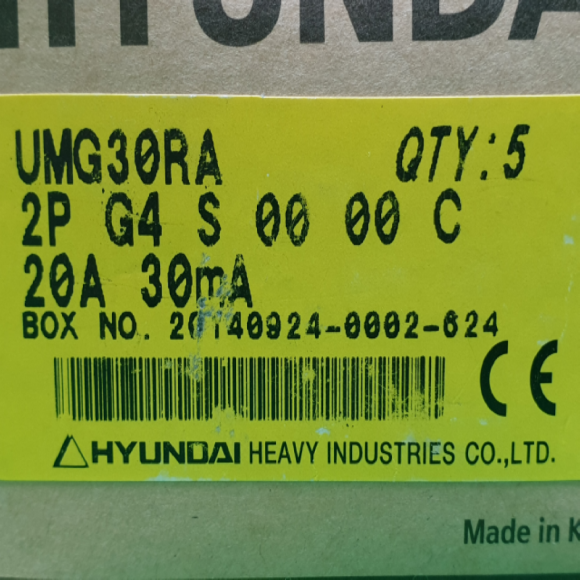 HYUNDA
UMG30RA QTY:5
2P G4 S 00 00 C
20A 30mA
BOX NO. 20140924-0002-624
CE
HYUNDAI HEAVY INDUSTRIES CO.,LTD.
Made in K